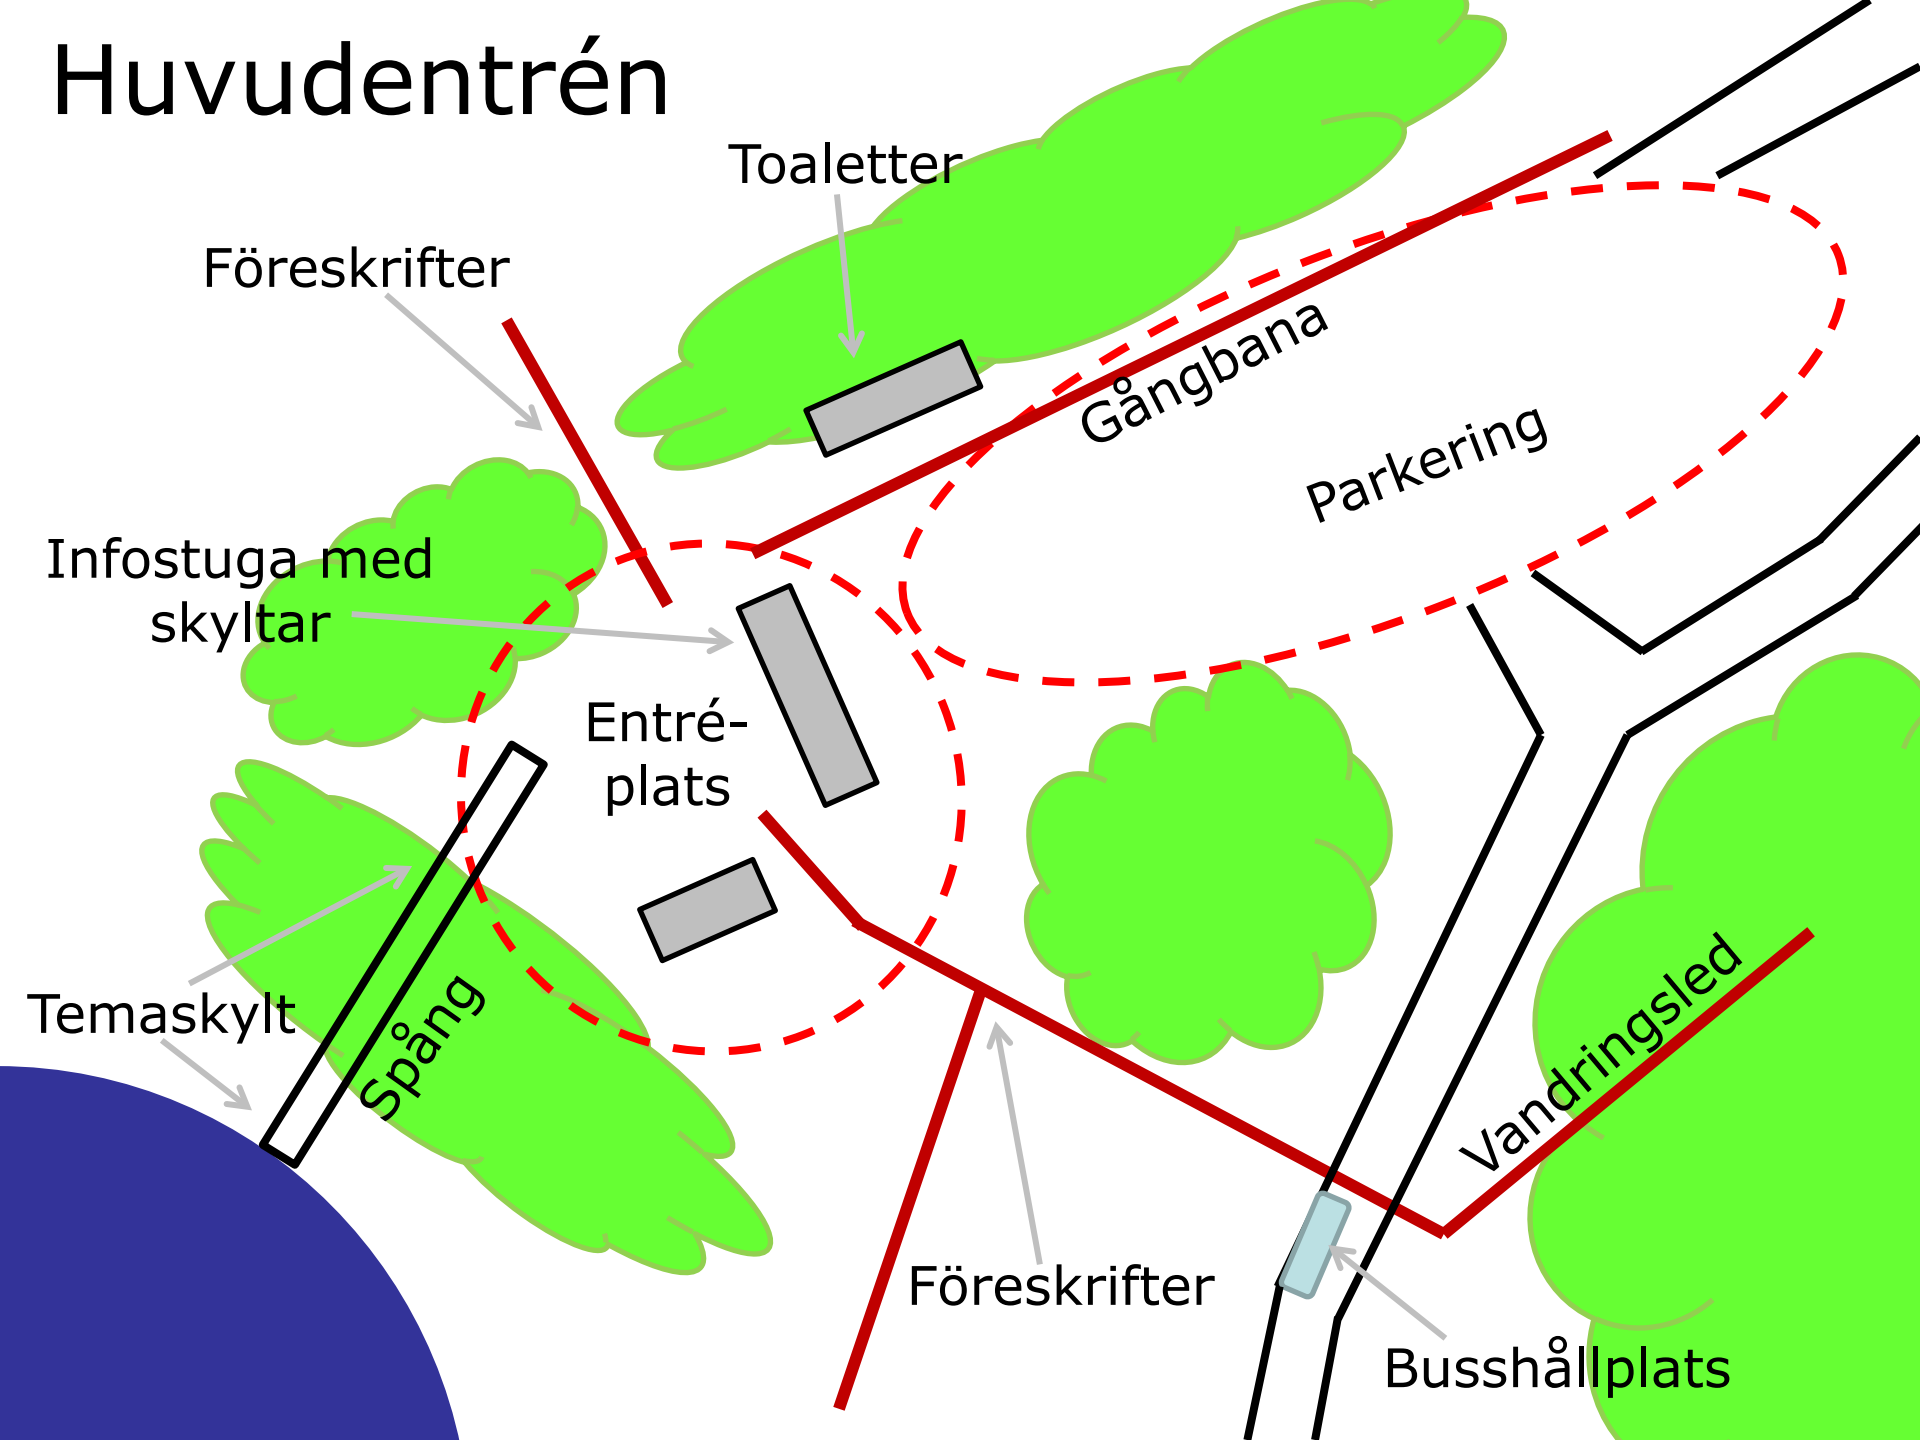 Huvudentrén
Toaletter
Föreskrifter
Gångbana
Parkering
Infostuga med
skyltar
Entré-
plats
Temaskylt
Spång
Vandringsled
Föreskrifter
Busshållplats